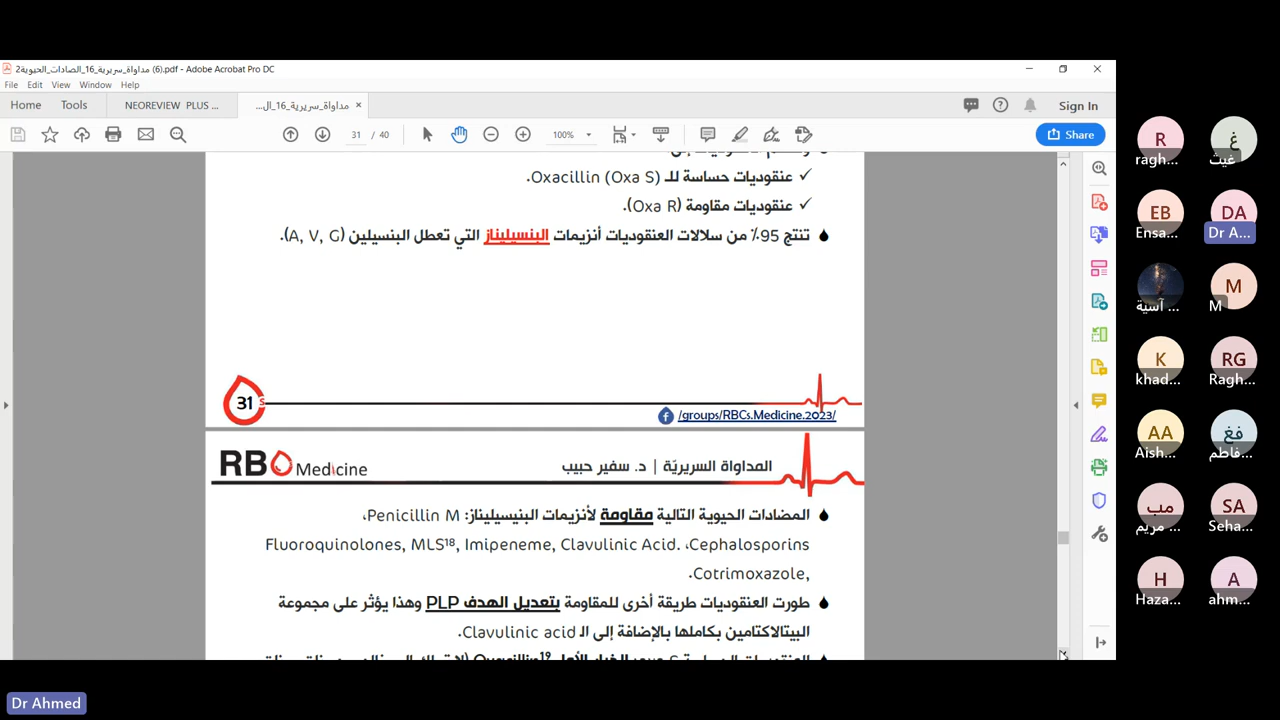 مداواة_سريرية_16_الصادات_الحيوية2 (6).pdf - Adobe Acrobat Pro DC
File Edit View Window Help
Home Tools NEOREVIEW PLUS ... مداواة_سريرية_16_ال... × Sign In
31 / 40 100% Share
✓ عنقوديات حساسة للـ Oxacillin (Oxa S).
✓ عنقوديات مقاومة (Oxa R).
تنتج 95٪ من سلالات العنقوديات أنزيمات البنسيليناز التي تعطل البنسيلين (A, V, G).
31
/groups/RBCs.Medicine.2023/
RB Medicine
المداواة السريريّة | د. سفير حبيب
المضادات الحيوية التالية مقاومة لأنزيمات البنيسيليناز: Penicillin M،
Fluoroquinolones, MLS18, Imipeneme, Clavulinic Acid. ،Cephalosporins
Cotrimoxazole,.
طورت العنقوديات طريقة أخرى للمقاومة بتعديل الهدف PLP وهذا يؤثر على مجموعة
البيتالاكتامين بكاملها بالإضافة إلى الـ Clavulinic acid.
R ragh...
غ غيث
EB Ensa...
DA Dr A...
آسية ...
M M
K khad...
RG Ragh...
AA Aish...
فغ فاطم...
مب مريم ...
SA Seha...
H Haza...
A ahm...
Dr Ahmed